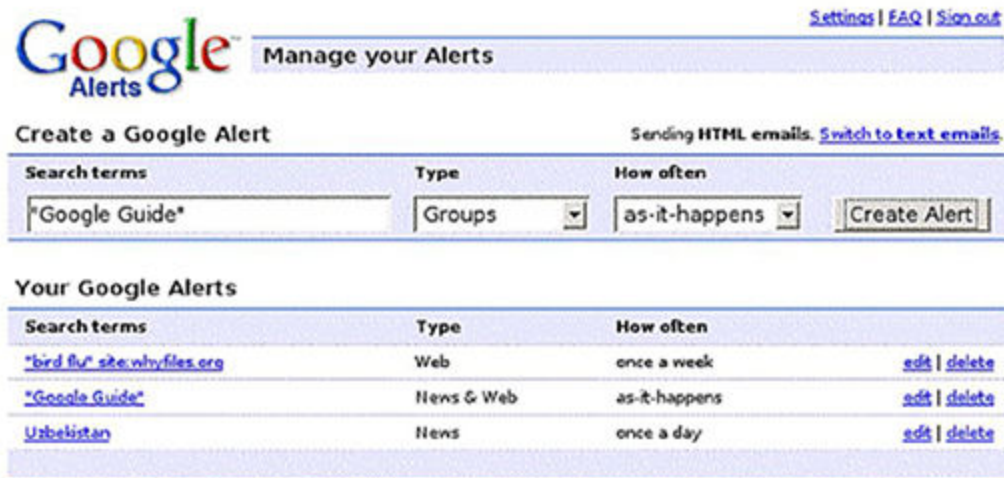 Settings | FAQ | Sign out
Google™
Alerts
Manage your Alerts
Create a Google Alert
Sending HTML emails. Switch to text emails.
Search terms Type How often
"Google Guide" Groups as-it-happens Create Alert
Your Google Alerts
Search terms Type How often
"bird flu" site:whyfiles.org Web once a week edit | delete
"Google Guide" News & Web as-it-happens edit | delete
Uzbekistan News once a day edit | delete